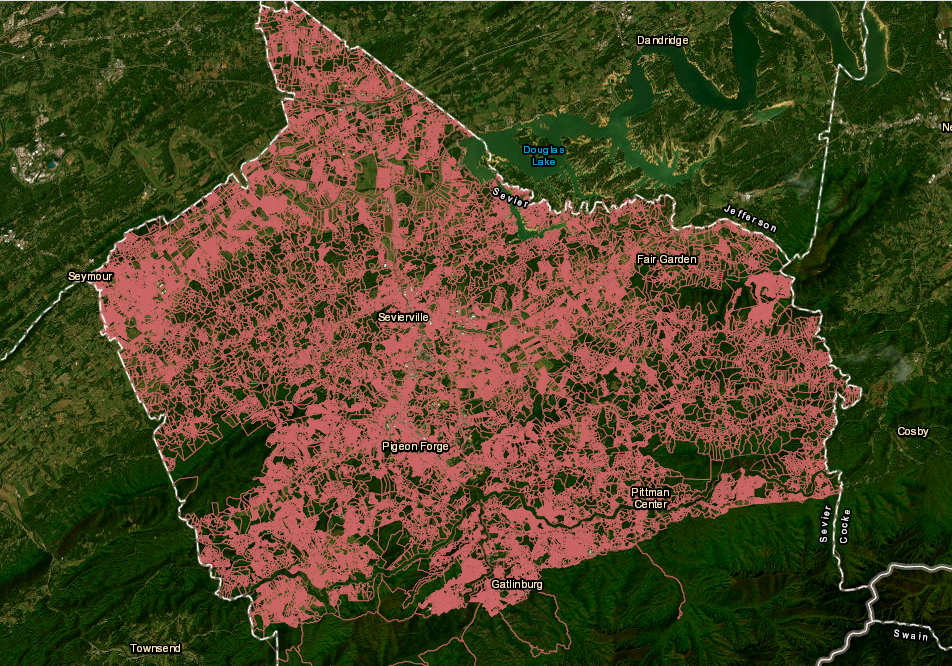 Dandridge
No
Douglas
Lake
Sevier
Jefferson
Fair Garden
Seymour
Sevierville
Cosby
Pigeon Forge
Pittman
Center
Sevier
Cocke
Gatlinburg
Swain
Townsend